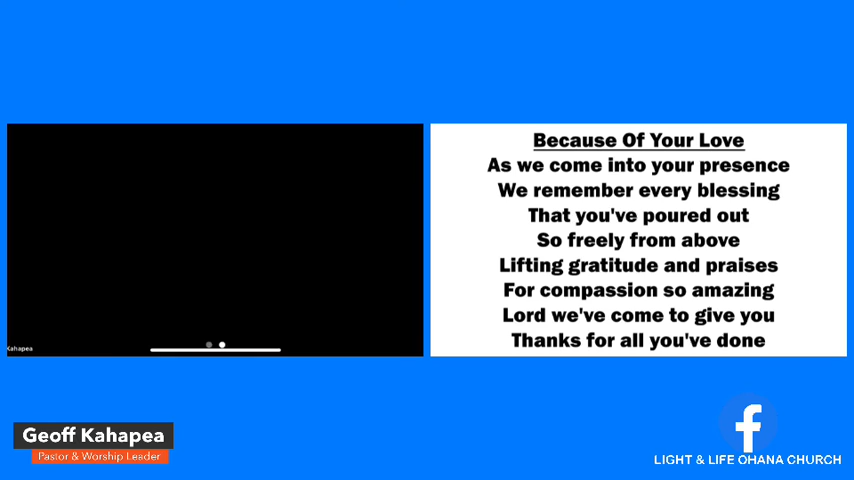 Because Of Your Love
As we come into your presence
We remember every blessing
That you've poured out
So freely from above
Lifting gratitude and praises
For compassion so amazing
Lord we've come to give you
Thanks for all you've done
Kahapea
Geoff Kahapea
Pastor & Worship Leader
LIGHT & LIFE OHANA CHURCH